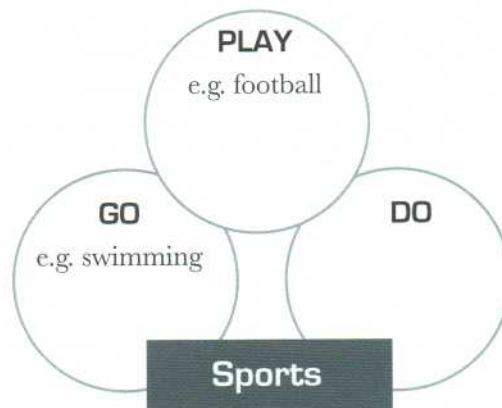 PLAY
e.g. football
GO
e.g. swimming
DO
Sports